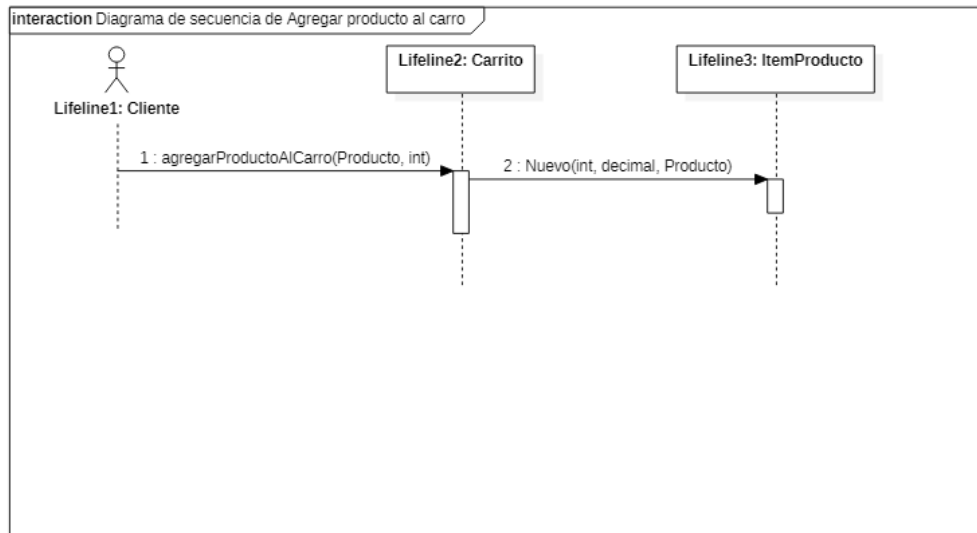 interaction Diagrama de secuencia de Agregar producto al carro
Lifeline1: Cliente
Lifeline2: Carrito
Lifeline3: ItemProducto
1 : agregarProductoAlCarro(Producto, int)
2 : Nuevo(int, decimal, Producto)